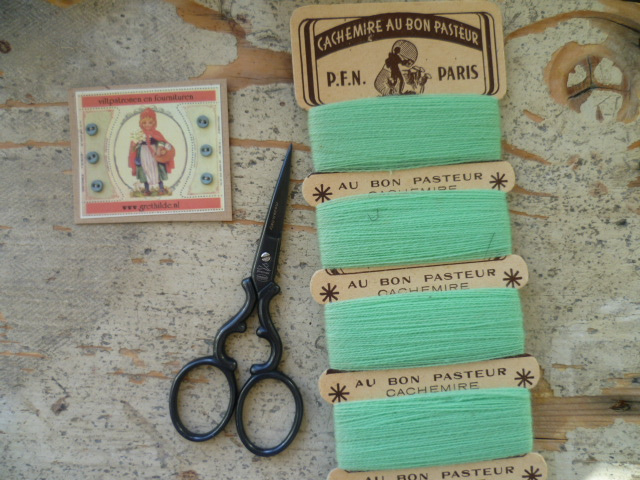 CACHEMIRE AU BON PASTEUR
P.F.N. PARIS
AU BON PASTEUR
CACHEMIRE
AU BON PASTEUR
CACHEMIRE
AU BON PASTEUR
CACHEMIRE
AU BON PASTEUR
www.grethilde.nl